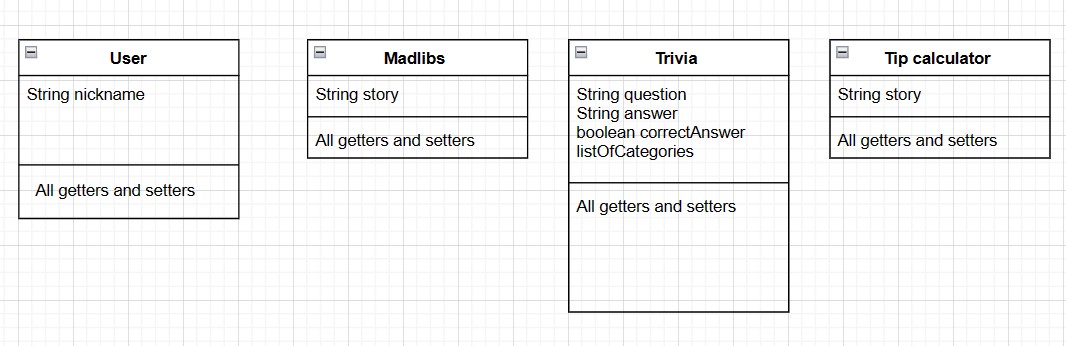 User
String nickname
All getters and setters
Madlibs
String story
All getters and setters
Trivia
String question
String answer
boolean correctAnswer
listOfCategories
All getters and setters
Tip calculator
String story
All getters and setters